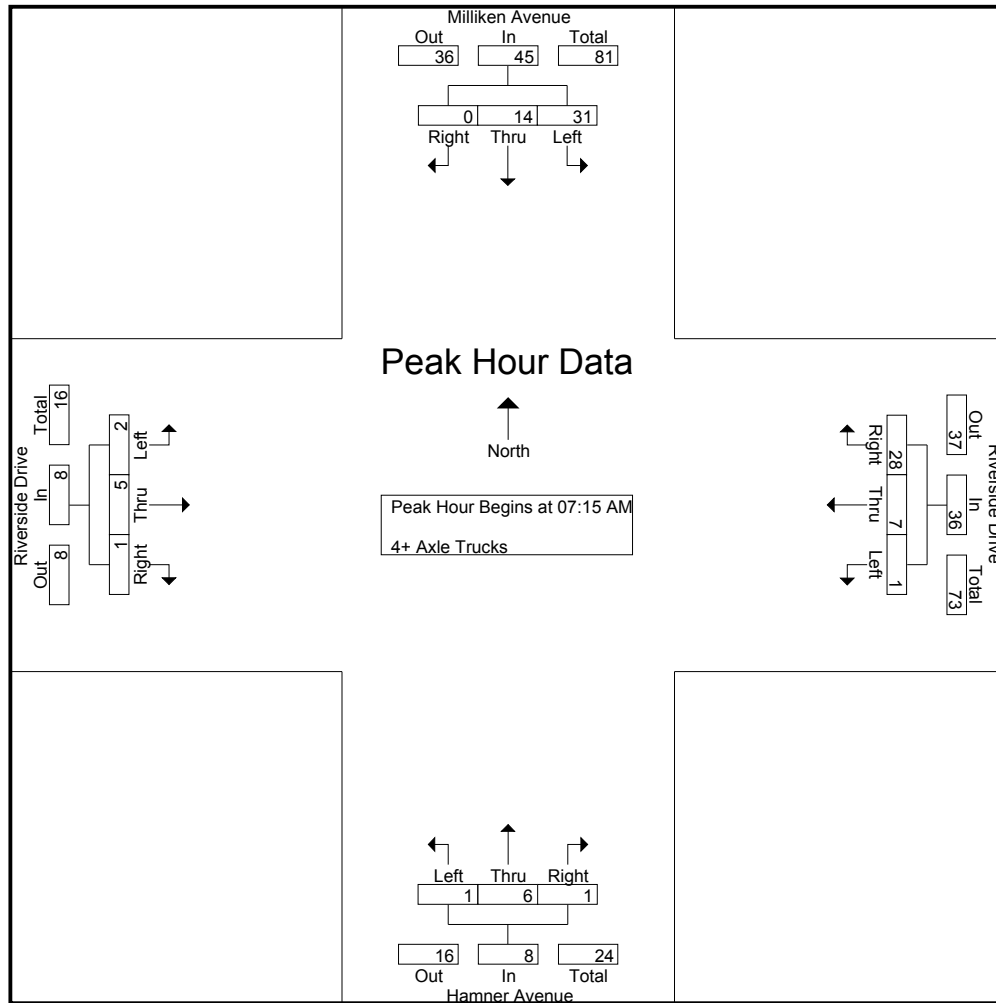 Milliken Avenue
Out In Total
36 45 81
0 14 31
Right Thru Left
Peak Hour Data
North
Peak Hour Begins at 07:15 AM
4+ Axle Trucks
Riverside Drive
Total In Out
16 8 8
2 5 1
Left Thru Right
Right Thru Left
28 7 1
Out In Total
37 36 73
Riverside Drive
Left Thru Right
1 6 1
16 8 24
Out In Total
Hamner Avenue